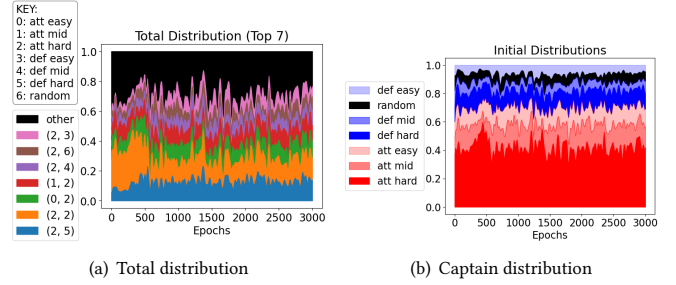 KEY:
0: att easy
1: att mid
2: att hard
3: def easy
4: def mid
5: def hard
6: random
other
(2, 3)
(2, 6)
(2, 4)
(1, 2)
(0, 2)
(2, 2)
(2, 5)
Total Distribution (Top 7)
1.0
0.8
0.6
0.4
0.2
0.0
0 500 1000 1500 2000 2500 3000
Epochs
(a) Total distribution
def easy
random
def mid
def hard
att easy
att mid
att hard
Initial Distributions
1.0
0.8
0.6
0.4
0.2
0.0
0 500 1000 1500 2000 2500 3000
Epochs
(b) Captain distribution